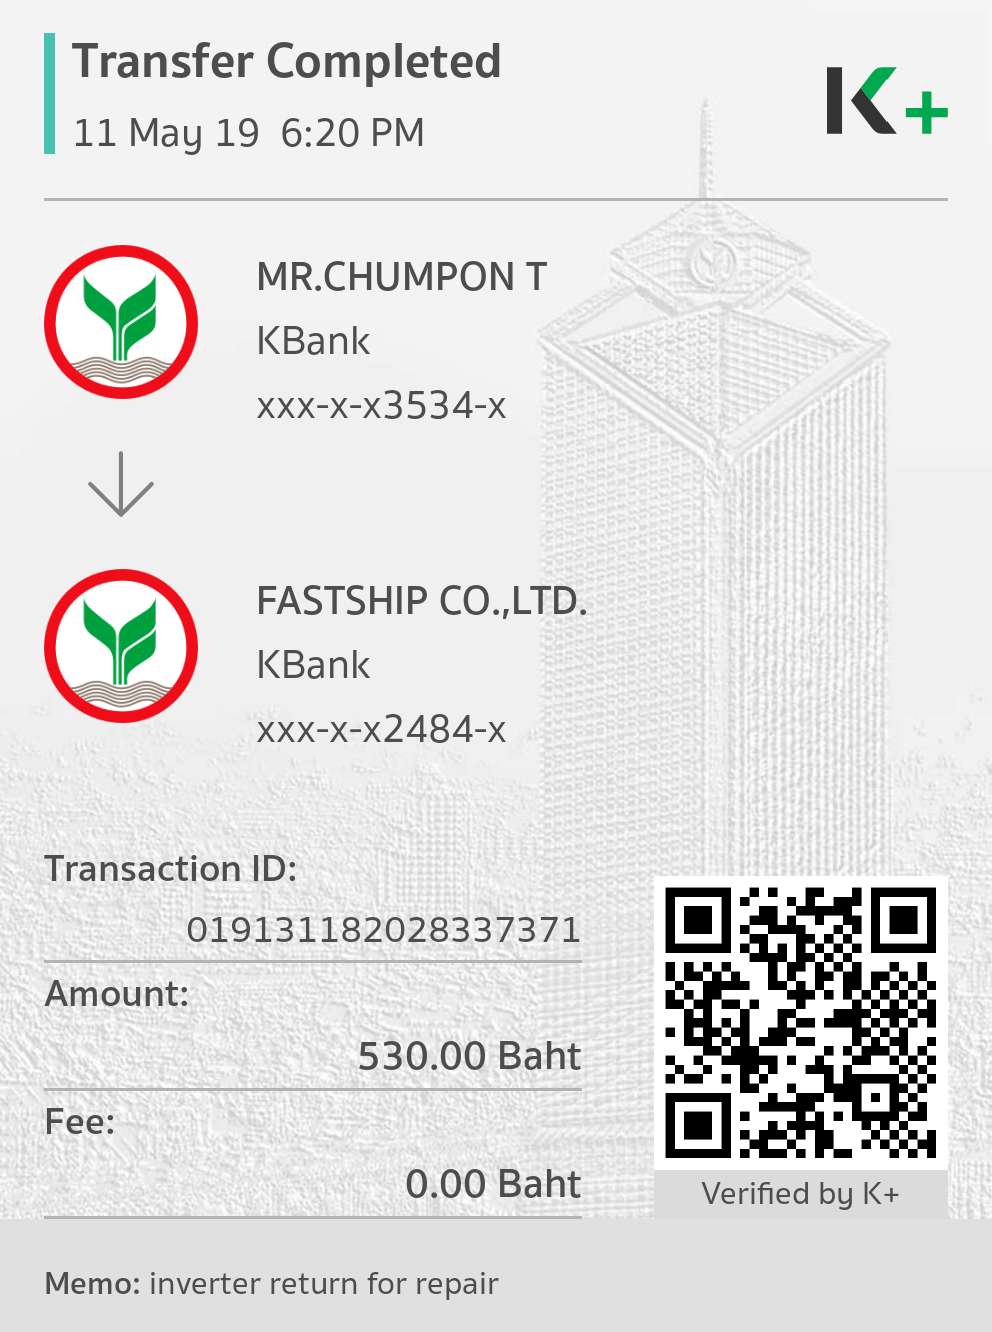 Transfer Completed
11 May 19 6:20 PM
K+
MR.CHUMPON T
KBank
xxx-x-x3534-x
FASTSHIP CO.,LTD.
KBank
xxx-x-x2484-x
Transaction ID:
019131182028337371
Amount:
530.00 Baht
Fee:
0.00 Baht
Verified by K+
Memo: inverter return for repair